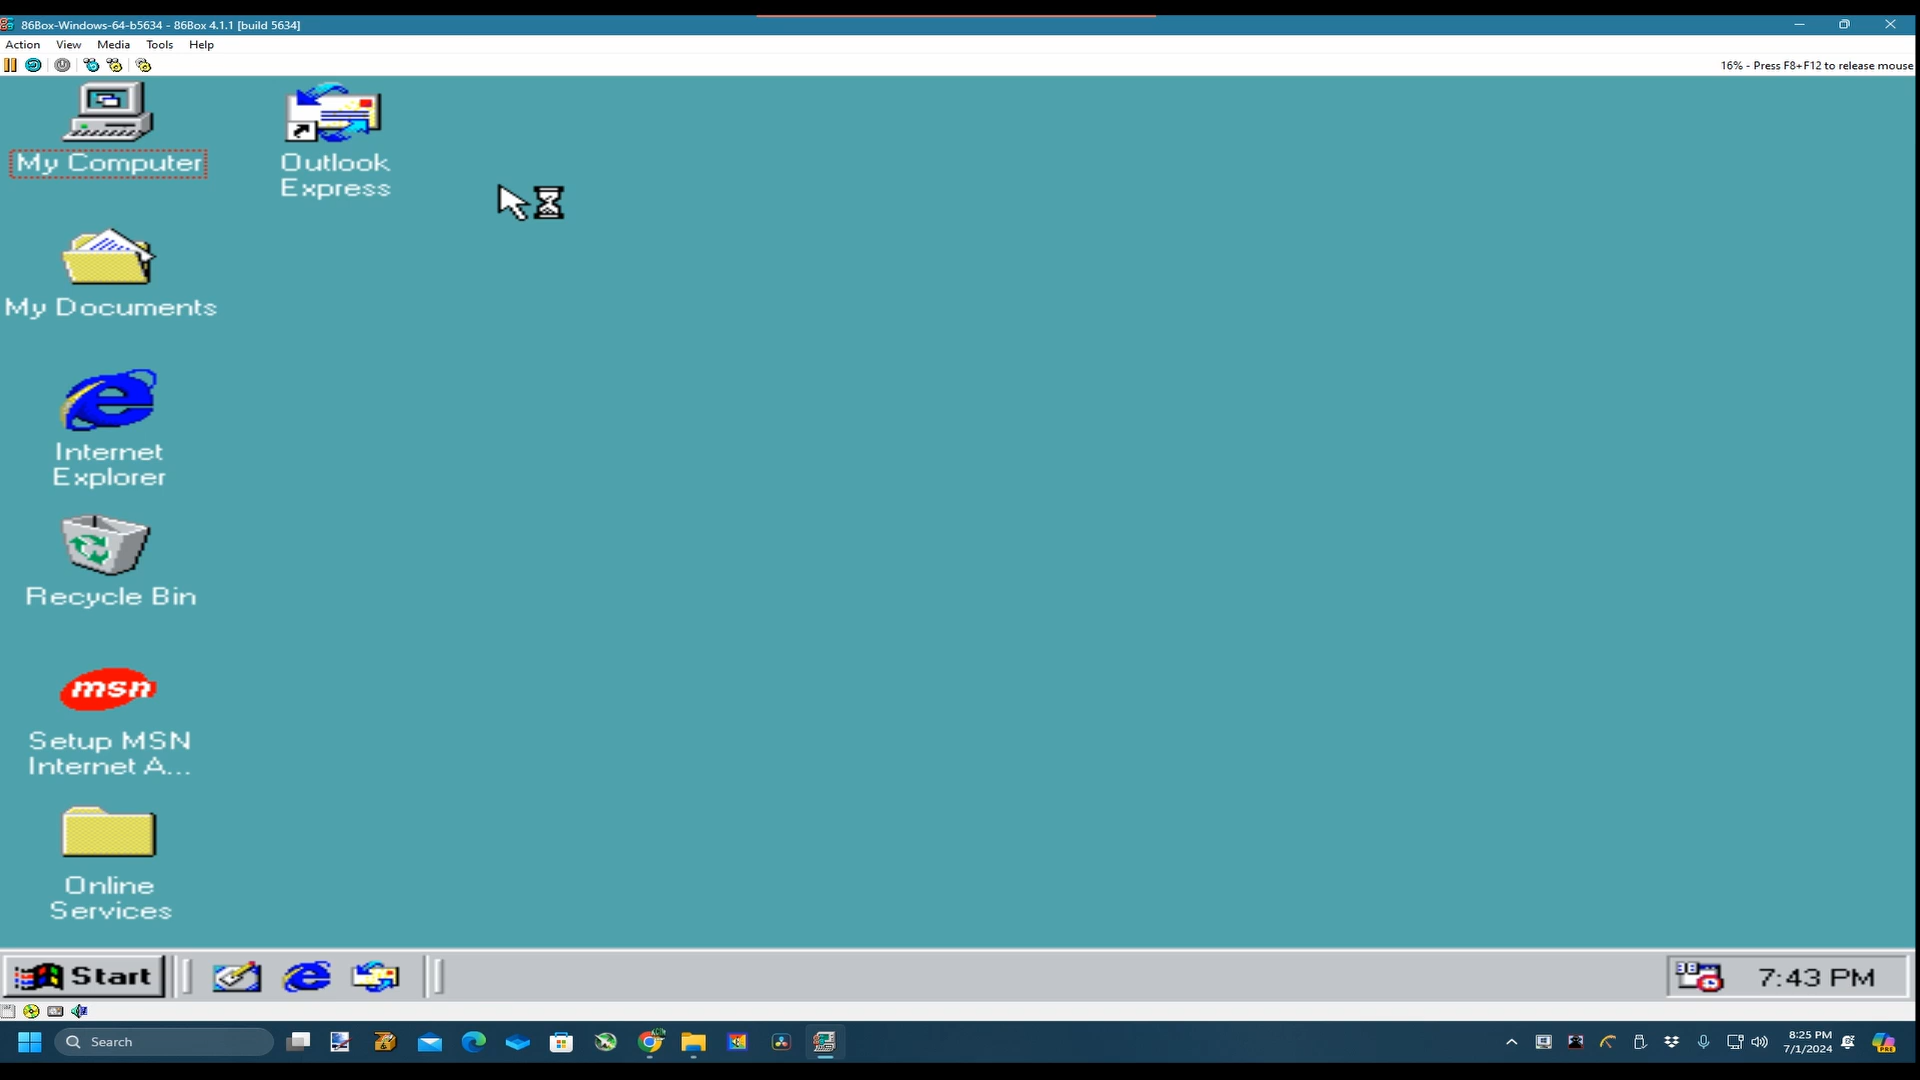 86Box-Windows-64-b5634 - 86Box 4.1.1 [build 5634]
Action View Media Tools Help
16% - Press F8+F12 to release mouse
My Computer
Outlook
Express
My Documents
Internet
Explorer
Recycle Bin
msn
Setup MSN
Internet A...
Online
Services
Start
7:43 PM
Search
8:25 PM
7/1/2024